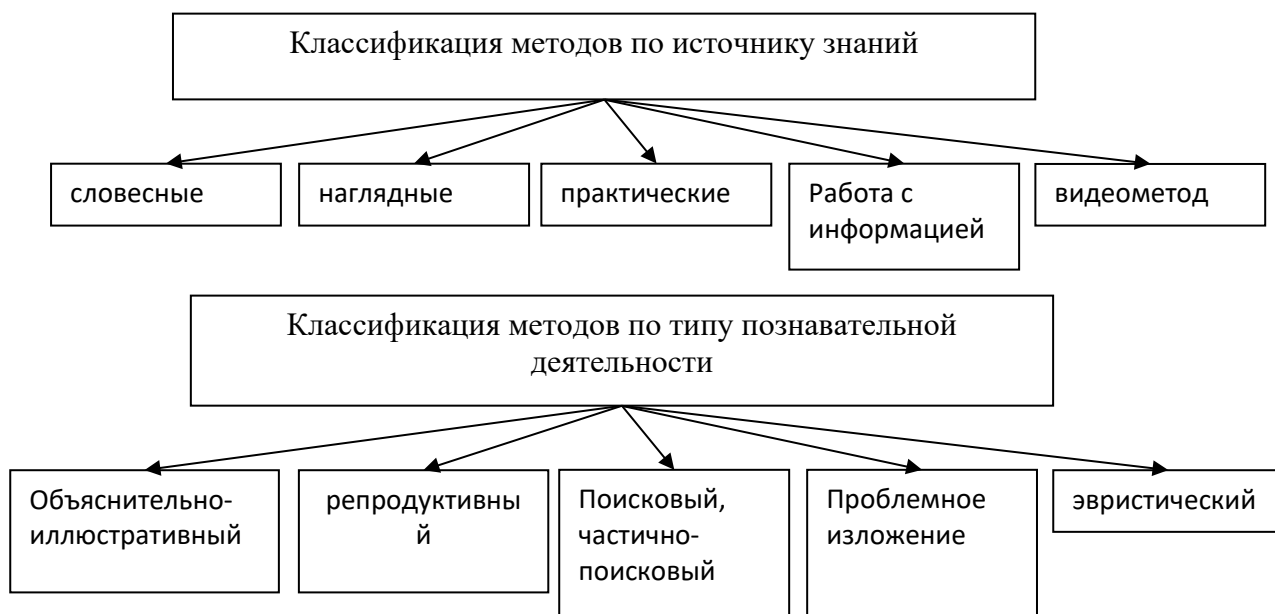 Классификация методов по источнику знаний
словесные
наглядные
практические
Работа с
информацией
видеометод
Классификация методов по типу познавательной
деятельности
Объяснительно-
иллюстративный
репродуктивны
й
Поисковый,
частично-
поисковый
Проблемное
изложение
эвристический